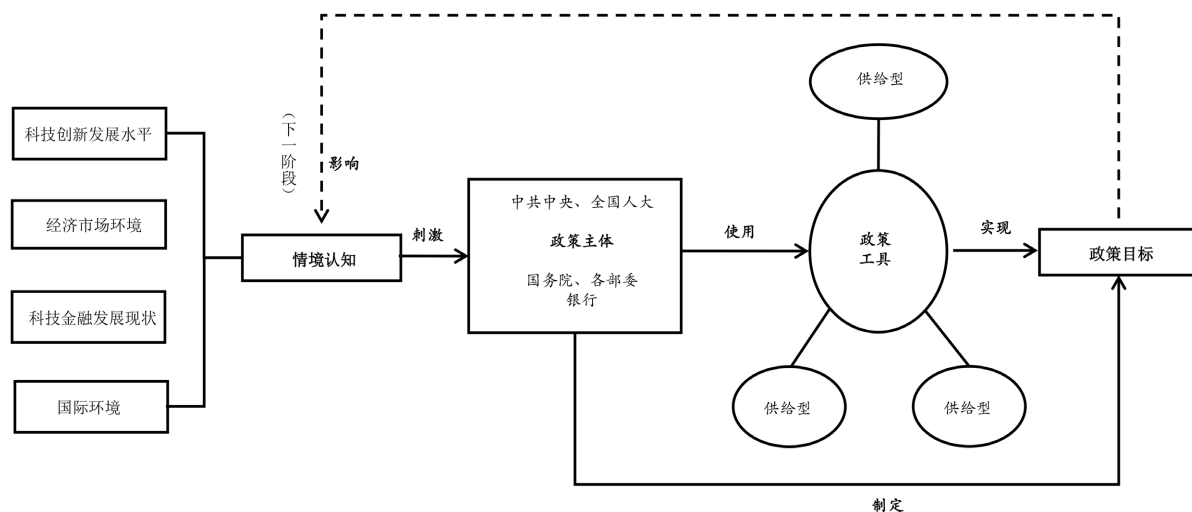 供给型
科技创新发展水平
（下一阶段）
影响
经济市场环境
中共中央、全国人大
刺激
政策主体
使用
政策
工具
实现
情境认知
政策目标
国务院、各部委
银行
科技金融发展现状
国际环境
供给型
供给型
制定